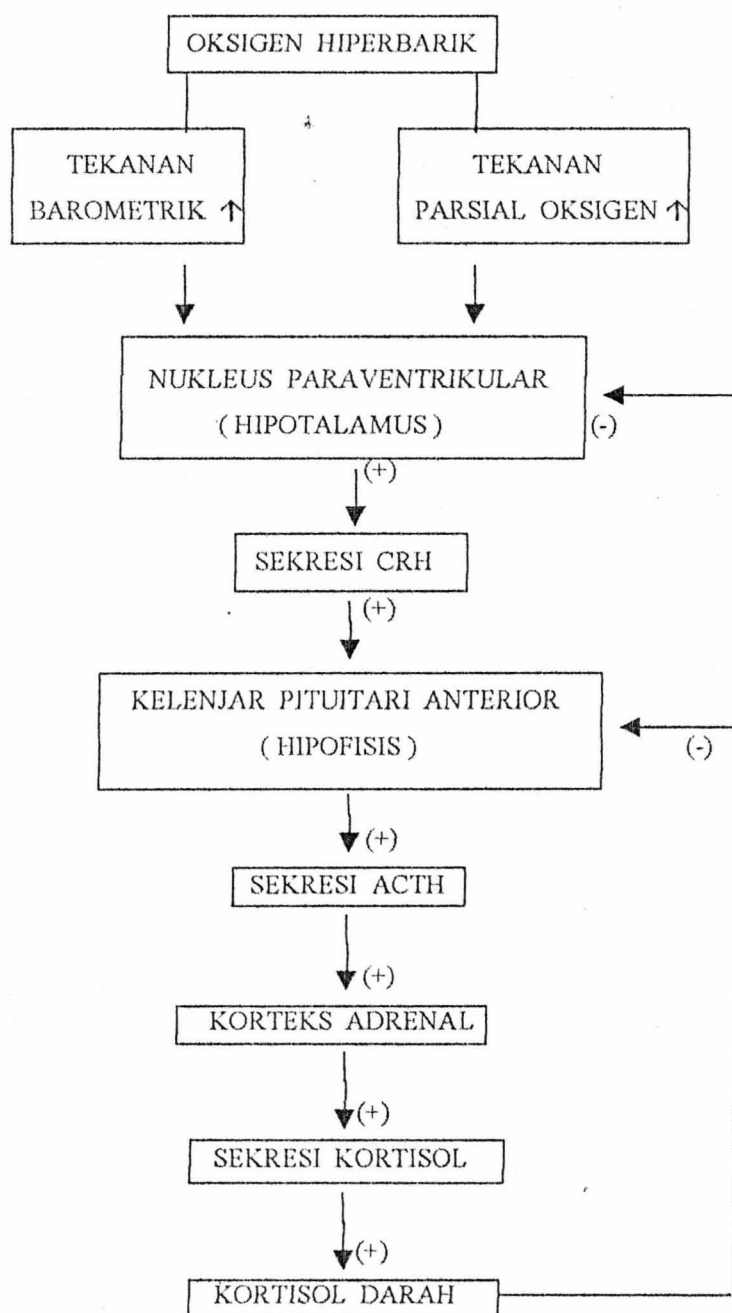 OKSIGEN HIPERBARIK
TEKANAN
BAROMETRIK ↑
TEKANAN
PARSIAL OKSIGEN ↑
NUKLEUS PARAVENTRIKULAR
( HIPOTALAMUS )
(-)
(+)
SEKRESI CRH
(+)
KELENJAR PITUITARI ANTERIOR
( HIPOFISIS )
(-)
(+)
SEKRESI ACTH
(+)
KORTEKS ADRENAL
(+)
SEKRESI KORTISOL
(+)
KORTISOL DARAH